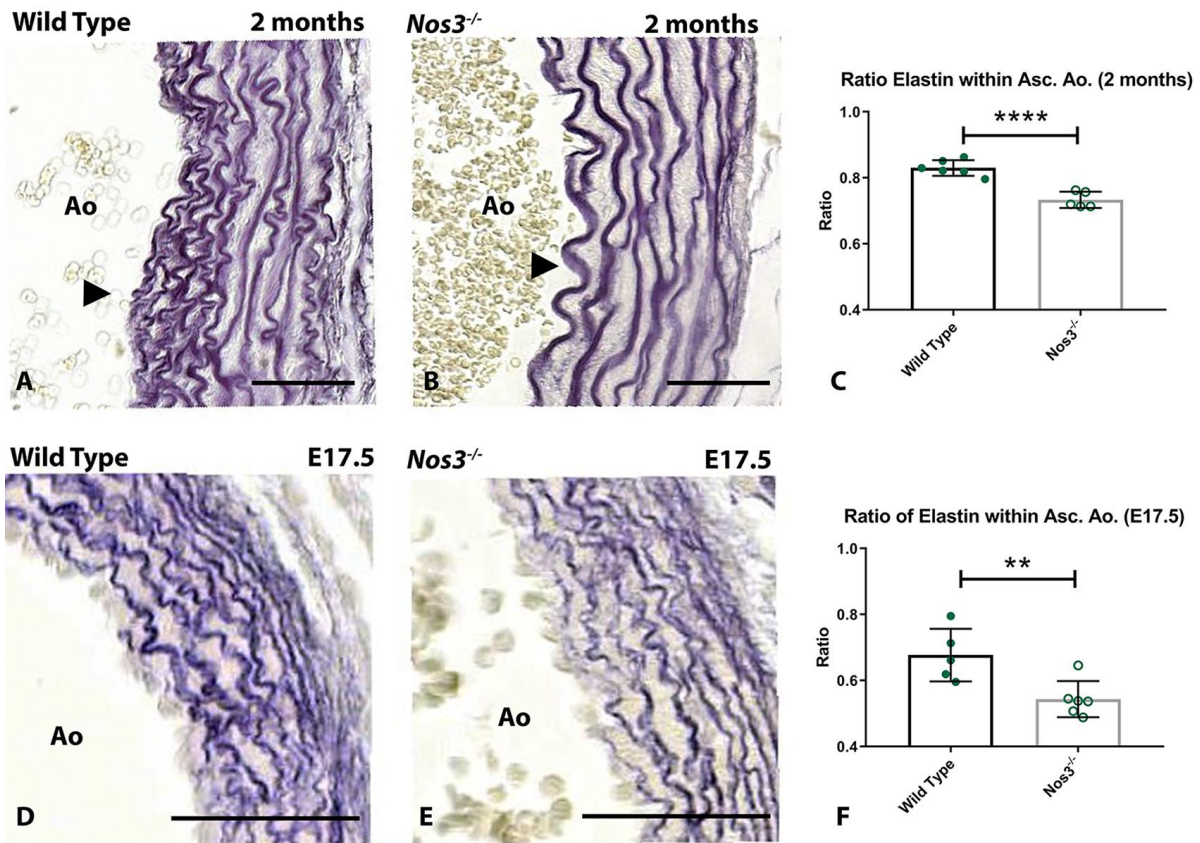 Wild Type 2 months
Ao
A
Nos3-/- 2 months
Ao
B
Ratio Elastin within Asc. Ao. (2 months)
****
1.0
0.8
0.6
0.4
Ratio
Wild Type
Nos3-/-
C
Wild Type E17.5
Ao
D
Nos3-/- E17.5
Ao
E
Ratio of Elastin within Asc. Ao. (E17.5)
**
1.0
0.8
0.6
0.4
Ratio
Wild Type
Nos3-/-
F